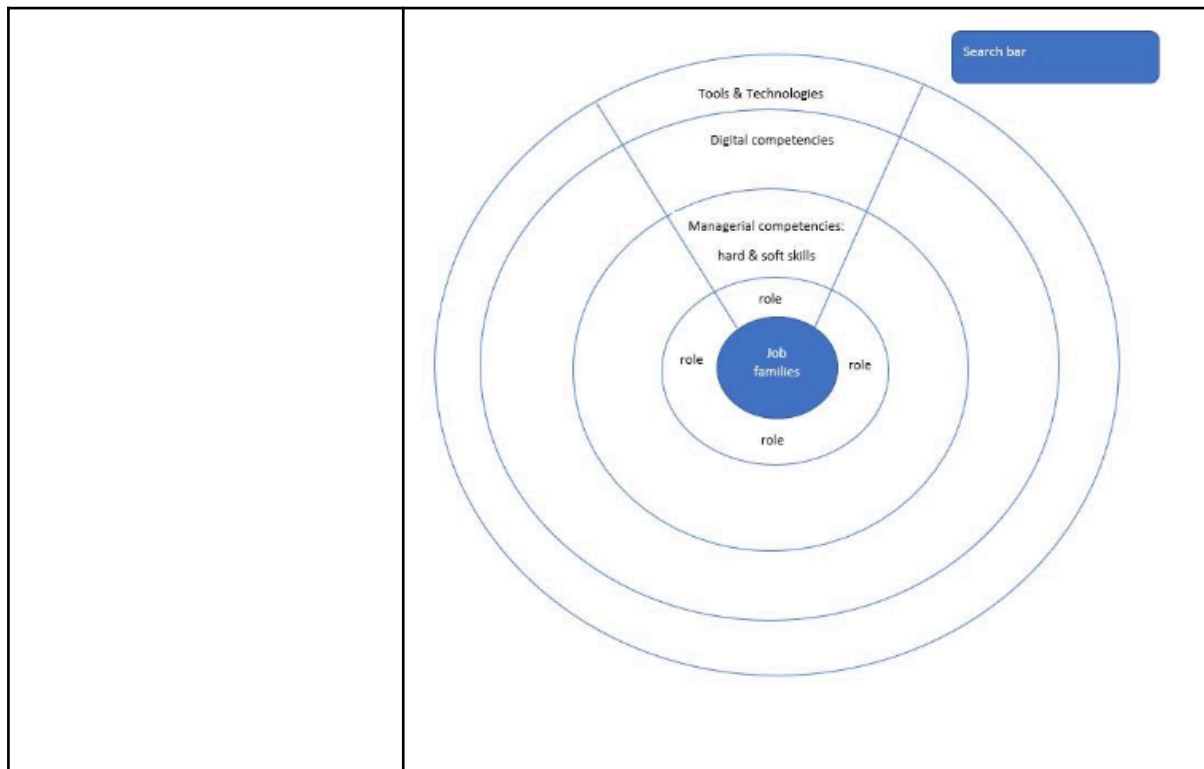 Search bar
Tools & Technologies
Digital competencies
Managerial competencies:
hard & soft skills
role
role
Job
families
role
role